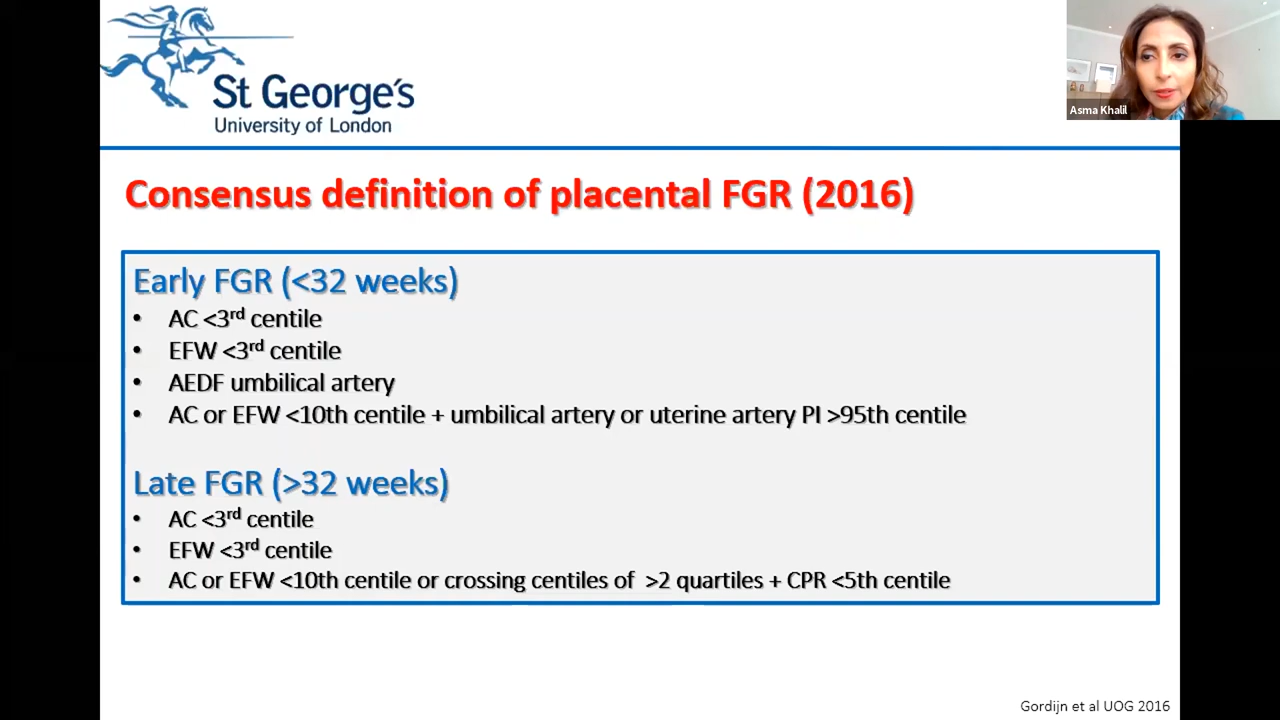 St George's
University of London
Asma Khalil
Consensus definition of placental FGR (2016)
Early FGR (<32 weeks)
• AC <3rd centile
• EFW <3rd centile
• AEDF umbilical artery
• AC or EFW <10th centile + umbilical artery or uterine artery PI >95th centile
Late FGR (>32 weeks)
• AC <3rd centile
• EFW <3rd centile
• AC or EFW <10th centile or crossing centiles of >2 quartiles + CPR <5th centile
Gordijn et al UOG 2016